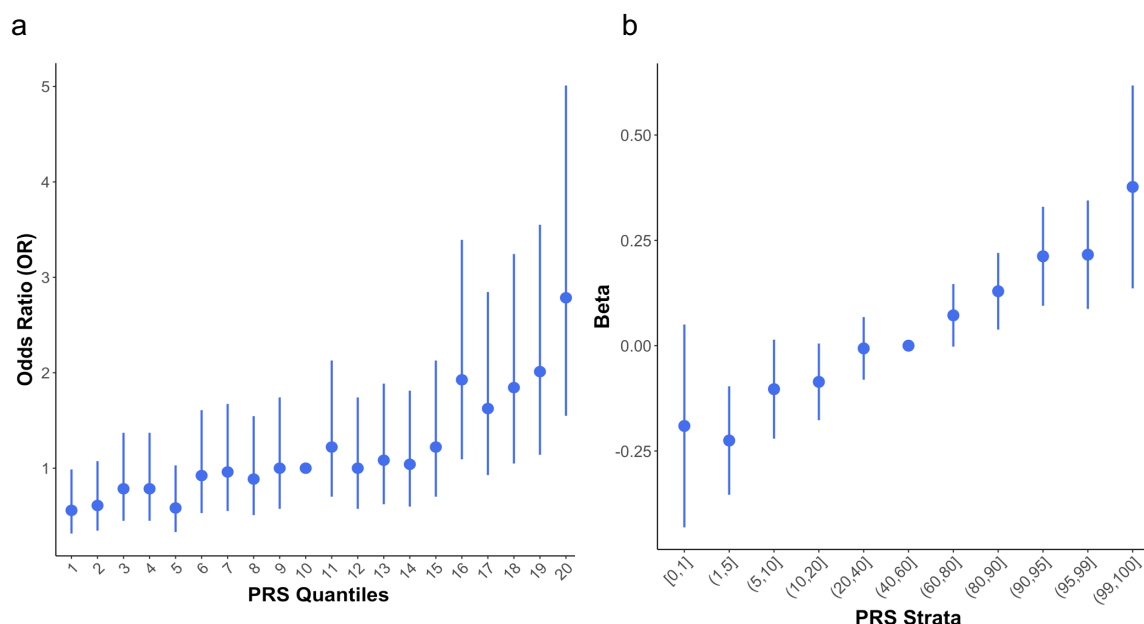 a
Odds Ratio (OR)
5
4
3
2
1
1 2 3 4 5 6 7 8 9 10 11 12 13 14 15 16 17 18 19 20
PRS Quantiles
b
Beta
0.50
0.25
0.00
-0.25
[0,1] (1,5] (5,10] (10,20] (20,40] (40,60] (60,80] (80,90] (90,95] (95,99] (99,100]
PRS Strata